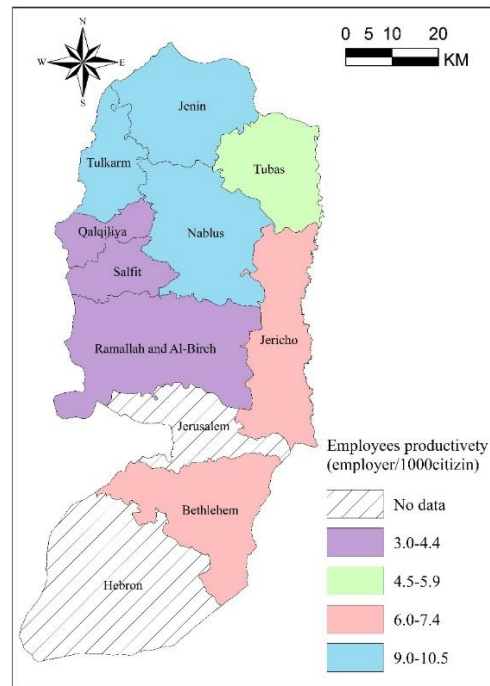 N
W E
S
0 5 10 20
KM
Jenin
Tulkarm
Tubas
Qalqiliya
Nablus
Salfit
Ramallah and Al-Birch
Jericho
Jerusalem
Bethlehem
Hebron
Employees productivety
(employer/1000citizin)
No data
3.0-4.4
4.5-5.9
6.0-7.4
9.0-10.5